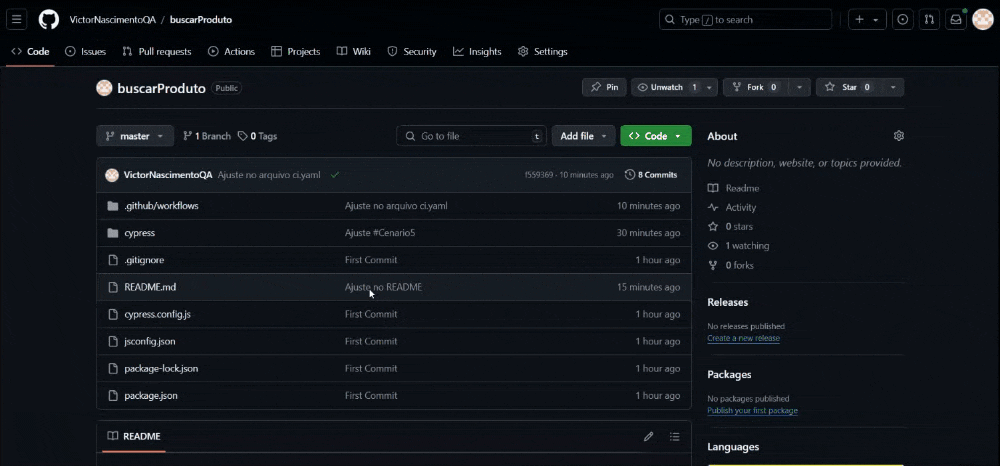 VictorNascimentoQA / buscarProduto
Type / to search
Code Issues Pull requests Actions Projects Wiki Security Insights Settings
buscarProduto Public
Pin Unwatch 1 Fork 0 Star 0
master 1 Branch 0 Tags Go to file t Add file Code
VictorNascimentoQA Ajuste no arquivo ci.yaml f559369 · 10 minutes ago 8 Commits
.github/workflows Ajuste no arquivo ci.yaml 10 minutes ago
cypress Ajuste #Cenario5 30 minutes ago
.gitignore First Commit 1 hour ago
README.md Ajuste no README 15 minutes ago
cypress.config.js First Commit 1 hour ago
jsconfig.json First Commit 1 hour ago
package-lock.json First Commit 1 hour ago
package.json First Commit 1 hour ago
README
About
No description, website, or topics provided.
Readme
Activity
0 stars
1 watching
0 forks
Releases
No releases published
Create a new release
Packages
No packages published
Publish your first package
Languages